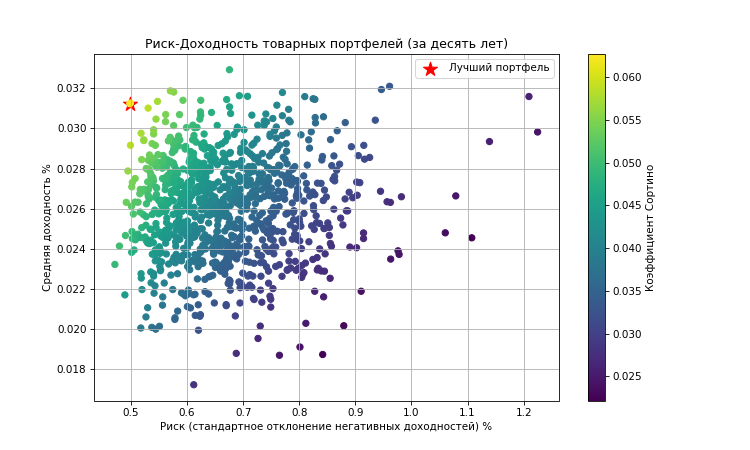 Риск-Доходность товарных портфелей (за десять лет)
Лучший портфель
Средняя доходность %
0.032
0.030
0.028
0.026
0.024
0.022
0.020
0.018
0.5 0.6 0.7 0.8 0.9 1.0 1.1 1.2
Риск (стандартное отклонение негативных доходностей) %
0.060
0.055
0.050
0.045
0.040
0.035
0.030
0.025
Коэффициент Сортино